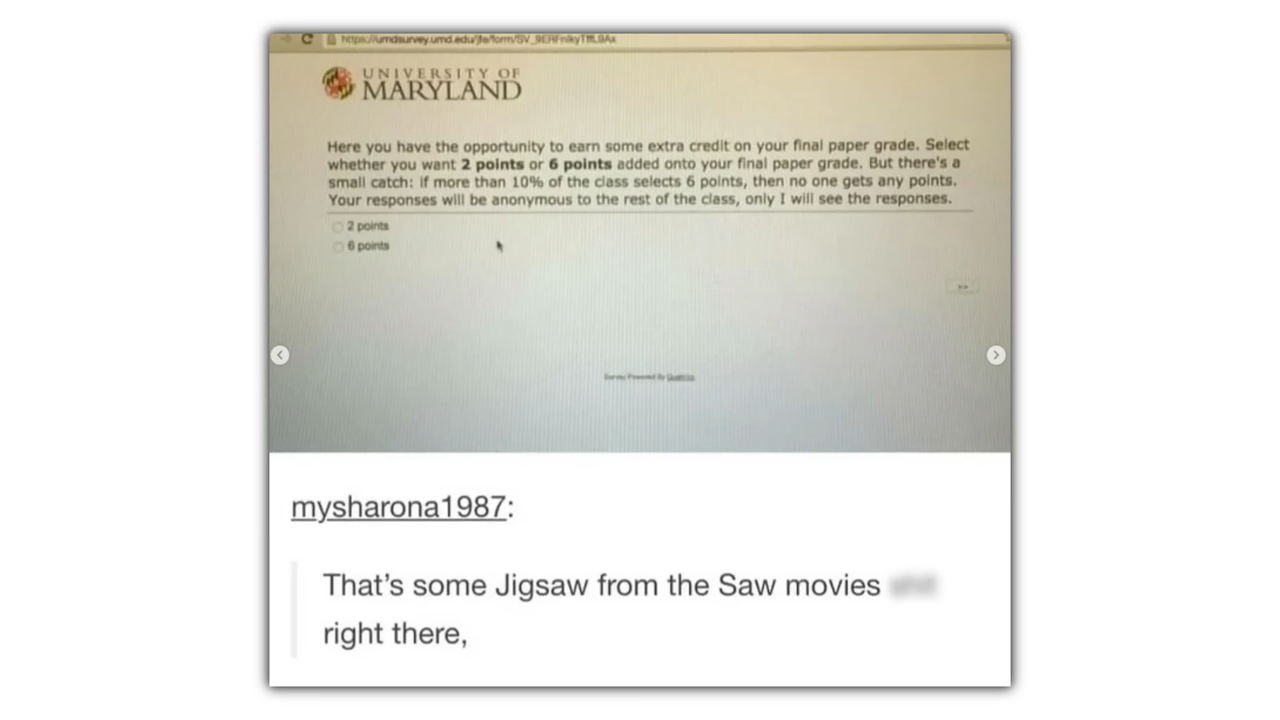 UNIVERSITY OF
MARYLAND
Here you have the opportunity to earn some extra credit on your final paper grade. Select
whether you want 2 points or 6 points added onto your final paper grade. But there's a
small catch: if more than 10% of the class selects 6 points, then no one gets any points.
Your responses will be anonymous to the rest of the class, only I will see the responses.
2 points
6 points
>>
Survey Powered By Qualtrics
mysharona1987:
That's some Jigsaw from the Saw movies
right there,